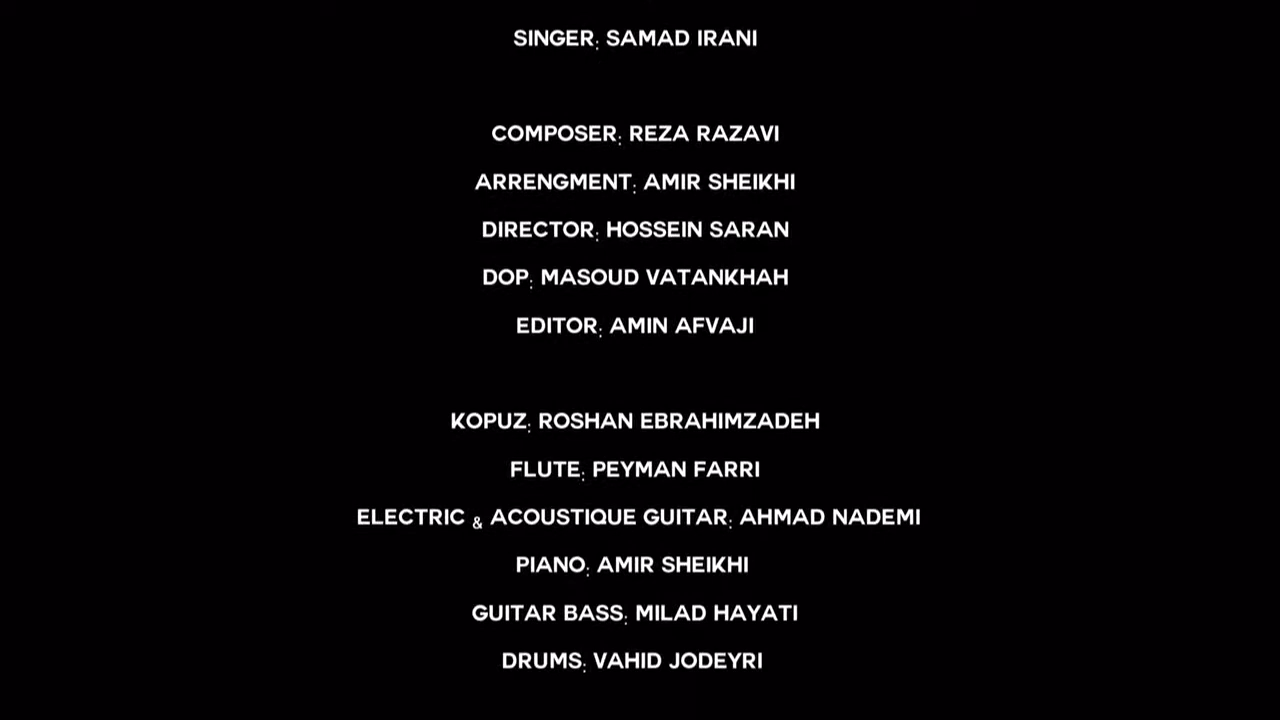 SINGER: SAMAD IRANI
COMPOSER: REZA RAZAVI
ARRENGMENT: AMIR SHEIKHI
DIRECTOR: HOSSEIN SARAN
DOP: MASOUD VATANKHAH
EDITOR: AMIN AFVAJI
KOPUZ: ROSHAN EBRAHIMZADEH
FLUTE: PEYMAN FARRI
ELECTRIC & ACOUSTIQUE GUITAR: AHMAD NADEMI
PIANO: AMIR SHEIKHI
GUITAR BASS: MILAD HAYATI
DRUMS: VAHID JODEYRI